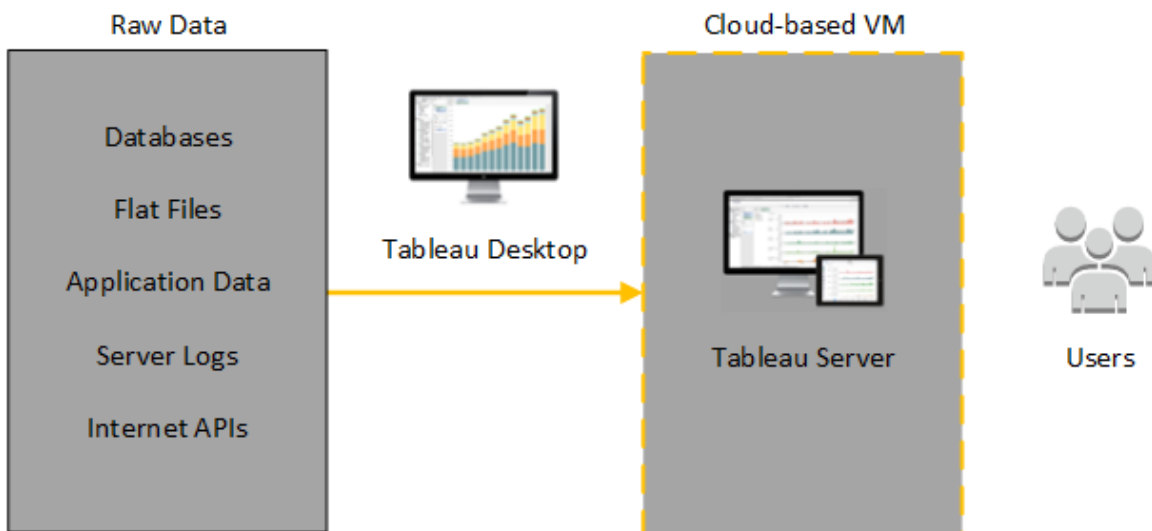 Raw Data
Cloud-based VM
Databases
Flat Files
Application Data
Server Logs
Internet APIs
Tableau Desktop
Tableau Server
Users